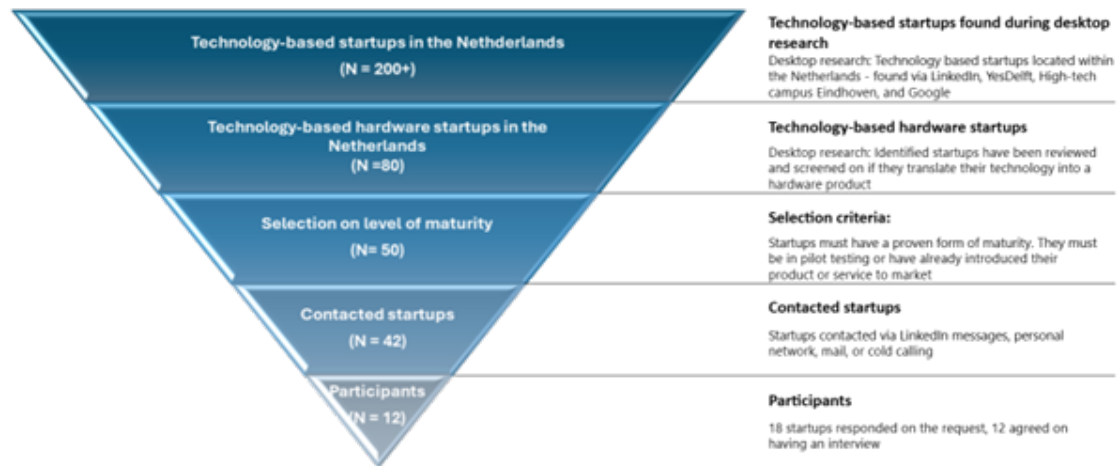 Technology-based startups in the Nethderlands
(N = 200+)
Technology-based startups found during desktop
research
Desktop research: Technology based startups located within
the Netherlands - found via LinkedIn, YesDelft, High-tech
campus Eindhoven, and Google
Technology-based hardware startups in the
Netherlands
(N =80)
Technology-based hardware startups
Desktop research: Identified startups have been reviewed
and screened on if they translate their technology into a
hardware product
Selection on level of maturity
(N= 50)
Selection criteria:
Startups must have a proven form of maturity. They must
be in pilot testing or have already introduced their
product or service to market
Contacted startups
(N = 42)
Contacted startups
Startups contacted via LinkedIn messages, personal
network, mail, or cold calling
Participants
(N = 12)
Participants
18 startups responded on the request, 12 agreed on
having an interview